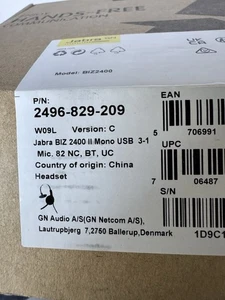 HANDS-FREE
COMMUNICATION
Jabra
Model: BIZ2400
P/N:
2496-829-209
W09L Version: C
Jabra BIZ 2400 II Mono USB 3-1
Mic. 82 NC, BT, UC
Country of origin: China
Headset
GN Audio A/S(GN Netcom A/S),
Lautrupbjerg 7,2750 Ballerup,Denmark
EAN
5 706991
UPC
7 06487
S/N
1D9C1